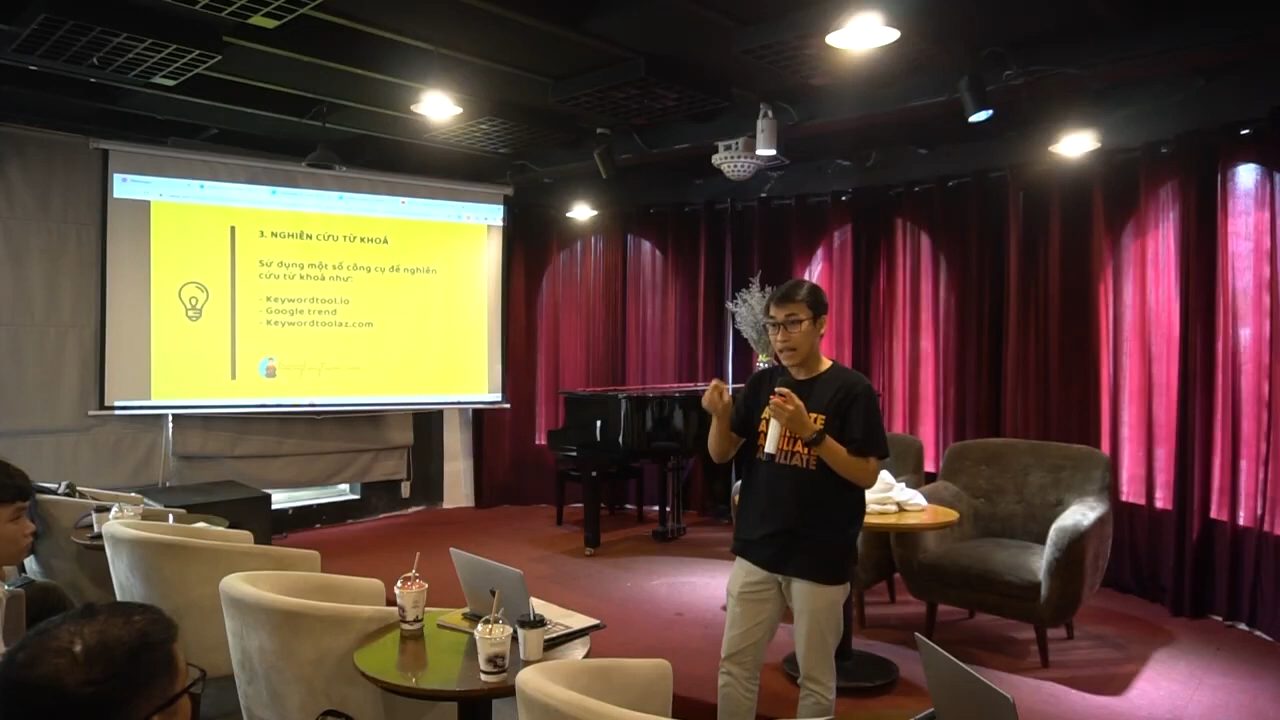 3. NGHIÊN CỨU TỪ KHOÁ
Sử dụng một số công cụ để nghiên
cứu từ khoá như:
- Keywordtool.io
- Google trend
- Keywordtoolaz.com
AFFILIATE
AFFILIATE
AFFILIATE
AFFILIATE